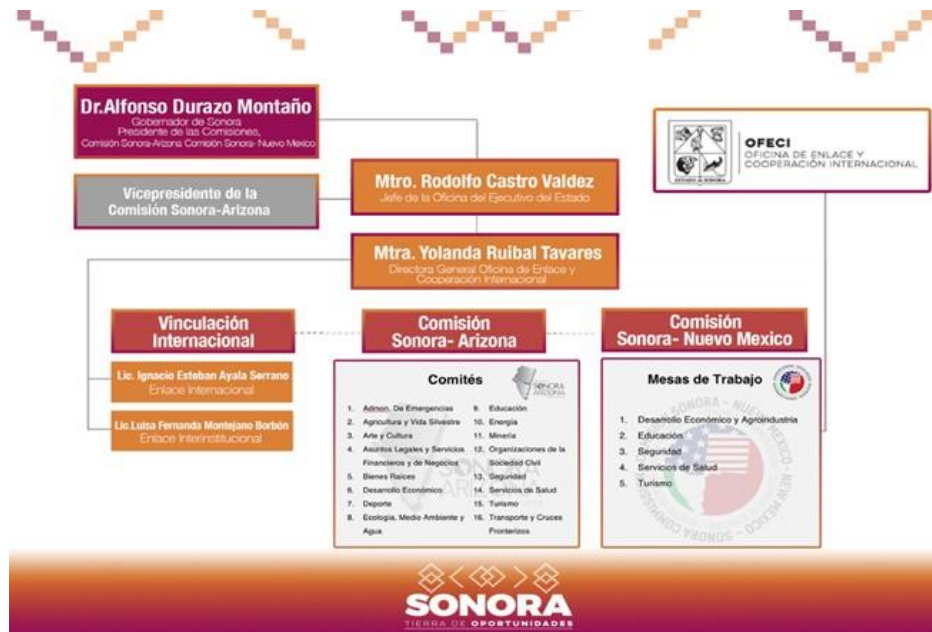 Dr.Alfonso Durazo Montaño
Gobernador de Sonora
Presidente de las Comisiones,
Comisión Sonora-Arizona Comisión Sonora- Nuevo Mexico
OFECI
OFICINA DE ENLACE Y
COOPERACIÓN INTERNACIONAL
ESTADO DE SONORA
Vicepresidente de la
Comisión Sonora-Arizona
Mtro. Rodolfo Castro Valdez
Jefe de la Oficina del Ejecutivo del Estado
Mtra. Yolanda Ruibal Tavares
Directora General Oficina de Enlace y
Cooperación Internacional
Vinculación
Internacional
Lic. Ignacio Esteban Ayala Serrano
Enlace Internacional
Lic.Luisa Fernanda Montejano Borbón
Enlace Interinstitucional
Comisión
Sonora- Arizona
Comités
SONORA
ARIZONA
1. Admon. De Emergencias
2. Agricultura y Vida Silvestre
3. Arte y Cultura
4. Asuntos Legales y Servicios
Financieros y de Negocios
5. Bienes Raíces
6. Desarrollo Económico
7. Deporte
8. Ecología, Medio Ambiente y
Agua
9. Educación
10. Energía
11. Minería
12. Organizaciones de la
Sociedad Civil
13. Seguridad
14. Servicios de Salud
15. Turismo
16. Transporte y Cruces
Fronterizos
SONORA
ARIZONA
Comisión
Sonora- Nuevo Mexico
Mesas de Trabajo
1. Desarrollo Económico y Agroindustria
2. Educación
3. Seguridad
4. Servicios de Salud
5. Turismo
SONORA
TIERRA DE OPORTUNIDADES